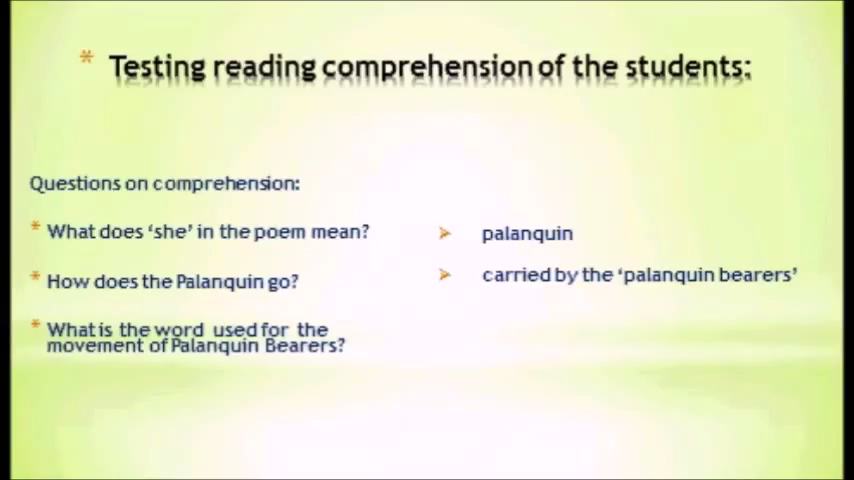 * Testing reading comprehension of the students:
Questions on comprehension:
* What does ‘she’ in the poem mean?
➢ palanquin
* How does the Palanquin go?
➢ carried by the ‘palanquin bearers’
* What is the word used for the
movement of Palanquin Bearers?